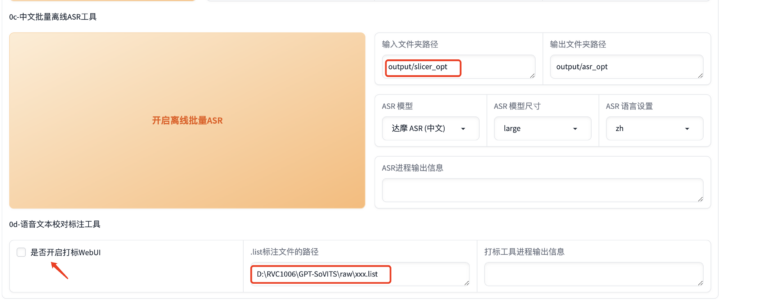 0c-中文批量离线ASR工具
开启离线批量ASR
输入文件夹路径
output/slicer_opt
输出文件夹路径
output/asr_opt
ASR 模型
达摩 ASR (中文)
ASR 模型尺寸
large
ASR 语言设置
zh
ASR进程输出信息
0d-语音文本校对标注工具
是否开启打标WebUI
.list标注文件的路径
D:\RVC1006\GPT-SoVITS\raw\xxx.list
打标工具进程输出信息